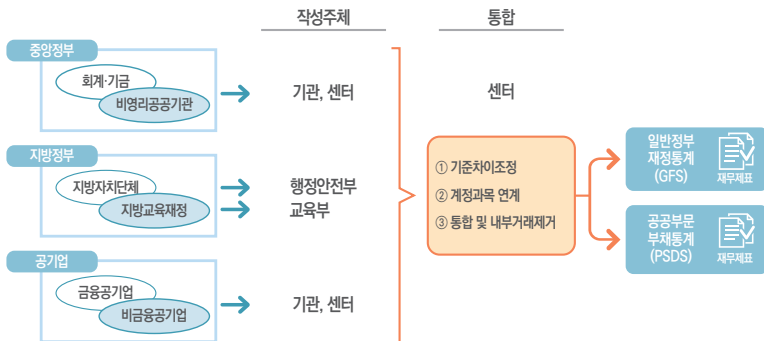 작성주체
통합
중앙정부
회계·기금
비영리공공기관
기관, 센터
센터
지방정부
지방자치단체
지방교육재정
행정안전부
교육부
① 기준차이조정
② 계정과목 연계
③ 통합 및 내부거래제거
일반정부
재정통계
(GFS)
재무제표
공공부문
부채통계
(PSDS)
재무제표
공기업
금융공기업
비금융공기업
기관, 센터